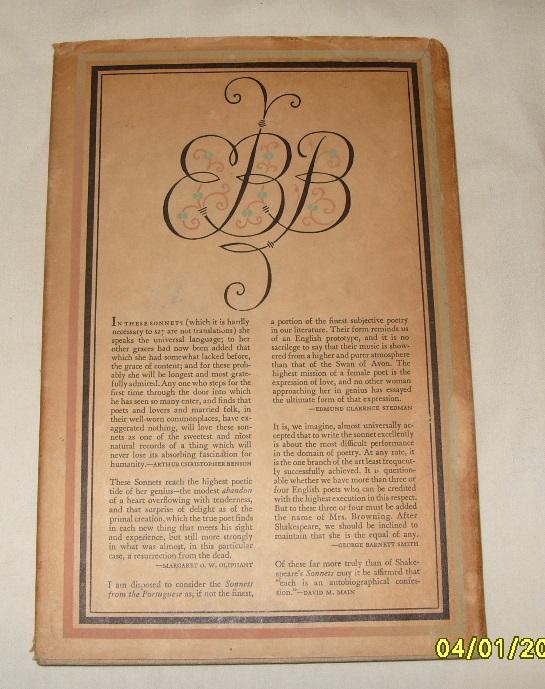 EBB
IN THESE SONNETS (which it is hardly
necessary to say are not translations) she
speaks the universal language; to her
other graces had now been added that
which she had somewhat lacked before,
the grace of content; and for these prob-
ably she will be longest and most grate-
fully admired. Any one who steps for the
first time through the door into which
he has seen so many enter, and finds that
poets and lovers and married folk, in
their well-worn commonplaces, have ex-
aggerated nothing, will love these son-
nets as one of the sweetest and most
natural records of a thing which will
never lose its absorbing fascination for
humanity.—ARTHUR CHRISTOPHER BENSON
These Sonnets reach the highest poetic
tide of her genius—the modest abandon
of a heart overflowing with tenderness,
and that surprise of delight as of the
primal creation, which the true poet finds
in each new thing that meets his sight
and experience, but still more strongly
in what was almost, in this particular
case, a resurrection from the dead.
—MARGARET O. W. OLIPHANT
I am disposed to consider the Sonnets
from the Portuguese as, if not the finest,
a portion of the finest subjective poetry
in our literature. Their form reminds us
of an English prototype, and it is no
sacrilege to say that their music is show-
ered from a higher and purer atmosphere
than that of the Swan of Avon. The
highest mission of a female poet is the
expression of love, and no other woman
approaching her in genius has essayed
the ultimate form of that expression.
—EDMUND CLARENCE STEDMAN
It is, we imagine, almost universally ac-
cepted that to write the sonnet excellently
is about the most difficult performance
in the domain of poetry. At any rate, it
is the one branch of the art least frequent-
ly successfully achieved. It is question-
able whether we have more than three or
four English poets who can be credited
with the highest execution in this respect.
But to these three or four must be added
the name of Mrs. Browning. After
Shakespeare, we should be inclined to
maintain that she is the equal of any.
—GEORGE BARNETT SMITH
Of these far more truly than of Shake-
speare's Sonnets may it be affirmed that
"each is an autobiographical confes-
sion."—DAVID M. MAIN
04/01/20